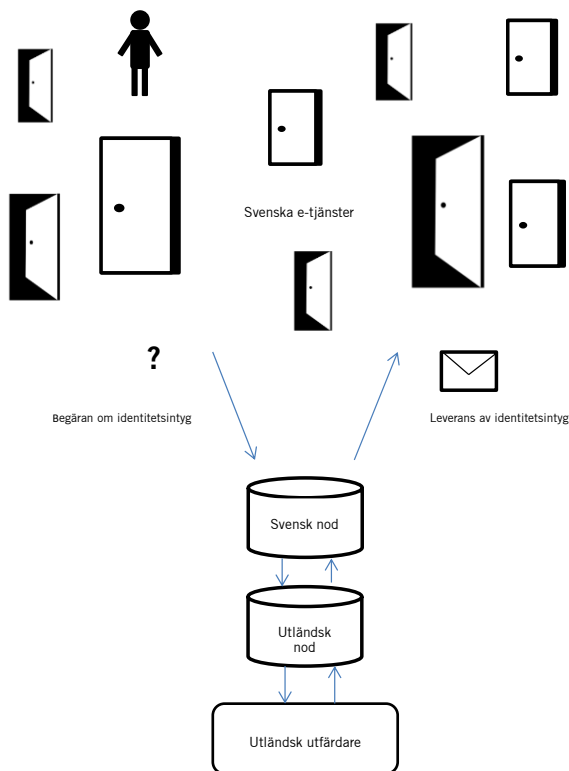 Svenska e-tjänster
?
Begäran om identitetsintyg
Leverans av identitetsintyg
Svensk nod
Utländsk
nod
Utländsk utfärdare